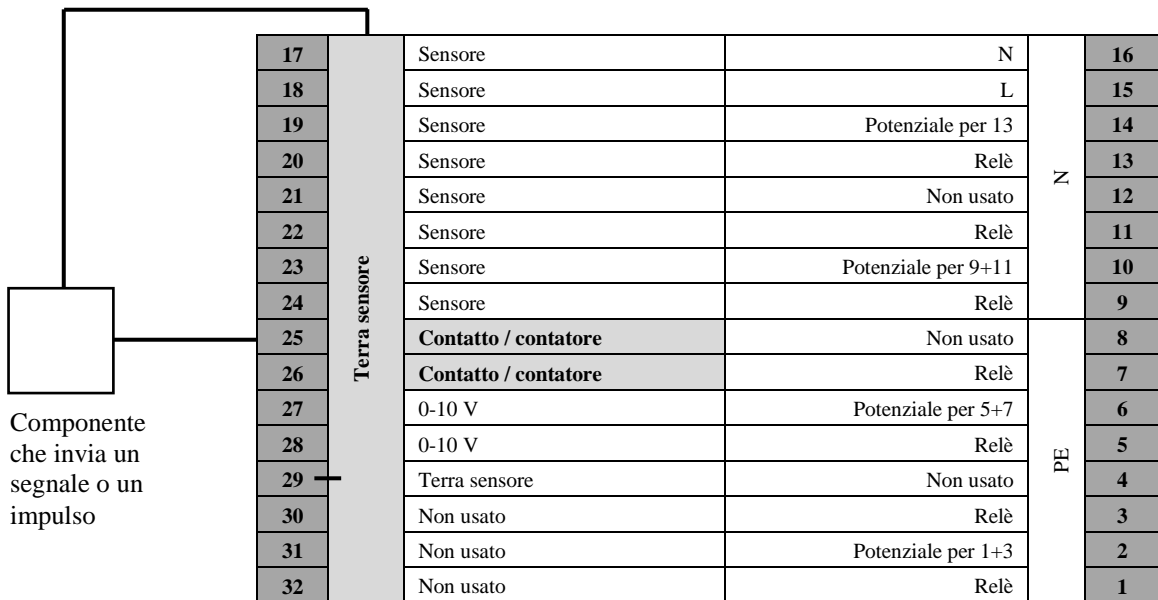 17 Sensore N 16
18 Sensore L 15
19 Sensore Potenziale per 13 14
20 Sensore Relè 13
21 Sensore Non usato 12
22 Sensore Relè 11
23 Sensore Potenziale per 9+11 10
24 Sensore Relè 9
25 Contatto / contatore Non usato 8
26 Contatto / contatore Relè 7
27 0-10 V Potenziale per 5+7 6
28 0-10 V Relè 5
29 Terra sensore Non usato 4
30 Non usato Relè 3
31 Non usato Potenziale per 1+3 2
32 Non usato Relè 1
Terra sensore
N
PE
Componente
che invia un
segnale o un
impulso